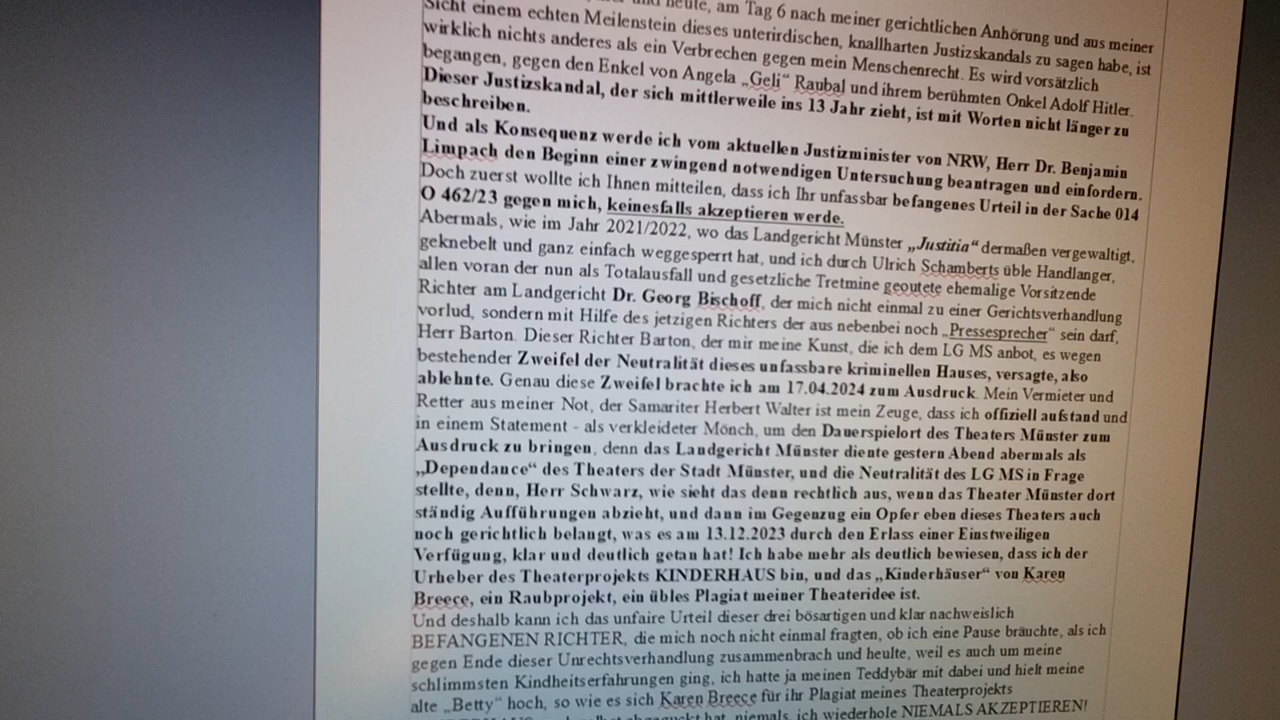 heute, am Tag 6 nach meiner gerichtlichen Anhörung und aus meiner
Sicht einem echten Meilenstein dieses unterirdischen, knallharten Justizskandals zu sagen habe, ist
wirklich nichts anderes als ein Verbrechen gegen mein Menschenrecht. Es wird vorsätzlich
begangen, gegen den Enkel von Angela „Geli“ Raubal und ihrem berühmten Onkel Adolf Hitler.
Dieser Justizskandal, der sich mittlerweile ins 13 Jahr zieht, ist mit Worten nicht länger zu
beschreiben.
Und als Konsequenz werde ich vom aktuellen Justizminister von NRW, Herr Dr. Benjamin
Limpach den Beginn einer zwingend notwendigen Untersuchung beantragen und einfordern.
Doch zuerst wollte ich Ihnen mitteilen, dass ich Ihr unfassbar befangenes Urteil in der Sache 014
O 462/23 gegen mich, keinesfalls akzeptieren werde.
Abermals, wie im Jahr 2021/2022, wo das Landgericht Münster „Justitia“ dermaßen vergewaltigt,
geknebelt und ganz einfach weggesperrt hat, und ich durch Ulrich Schamberts üble Handlanger,
allen voran der nun als Totalausfall und gesetzliche Tretmine geoutete ehemalige Vorsitzende
Richter am Landgericht Dr. Georg Bischoff, der mich nicht einmal zu einer Gerichtsverhandlung
vorlud, sondern mit Hilfe des jetzigen Richters der aus nebenbei noch „Pressesprecher“ sein darf,
Herr Barton. Dieser Richter Barton, der mir meine Kunst, die ich dem LG MS anbot, es wegen
bestehender Zweifel der Neutralität dieses unfassbare kriminellen Hauses, versagte, also
ablehnte. Genau diese Zweifel brachte ich am 17.04.2024 zum Ausdruck. Mein Vermieter und
Retter aus meiner Not, der Samariter Herbert Walter ist mein Zeuge, dass ich offiziell aufstand und
in einem Statement - als verkleideter Mönch, um den Dauerspielort des Theaters Münster zum
Ausdruck zu bringen, denn das Landgericht Münster diente gestern Abend abermals als
„Dependance“ des Theaters der Stadt Münster, und die Neutralität des LG MS in Frage
stellte, denn, Herr Schwarz, wie sieht das denn rechtlich aus, wenn das Theater Münster dort
ständig Aufführungen abzieht, und dann im Gegenzug ein Opfer eben dieses Theaters auch
noch gerichtlich belangt, was es am 13.12.2023 durch den Erlass einer Einstweiligen
Verfügung, klar und deutlich getan hat! Ich habe mehr als deutlich bewiesen, dass ich der
Urheber des Theaterprojekts KINDERHAUS bin, und das „Kinderhäuser“ von Karen
Breece, ein Raubprojekt, ein übles Plagiat meiner Theateridee ist.
Und deshalb kann ich das unfaire Urteil dieser drei bösartigen und klar nachweislich
BEFANGENEN RICHTER, die mich noch nicht einmal fragten, ob ich eine Pause bräuchte, als ich
gegen Ende dieser Unrechtsverhandlung zusammenbrach und heulte, weil es auch um meine
schlimmsten Kindheitserfahrungen ging, ich hatte ja meinen Teddybär mit dabei und hielt meine
alte „Betty“ hoch, so wie es sich Karen Breece für ihr Plagiat meines Theaterprojekts
hat, niemals, ich wiederhole NIEMALS AKZEPTIEREN!